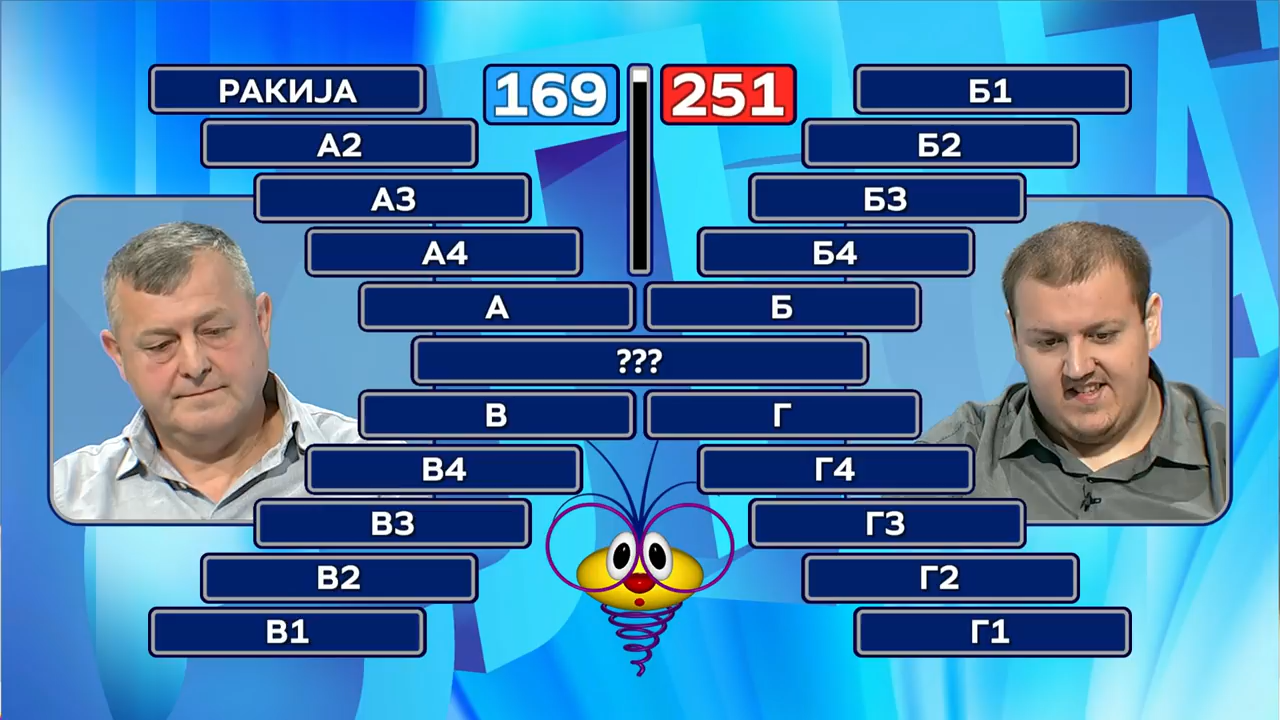 РАКИЈА 169 251 Б1
А2 Б2
А3 Б3
А4 Б4
А Б
???
В Г
В4 Г4
В3 Г3
В2 Г2
В1 Г1